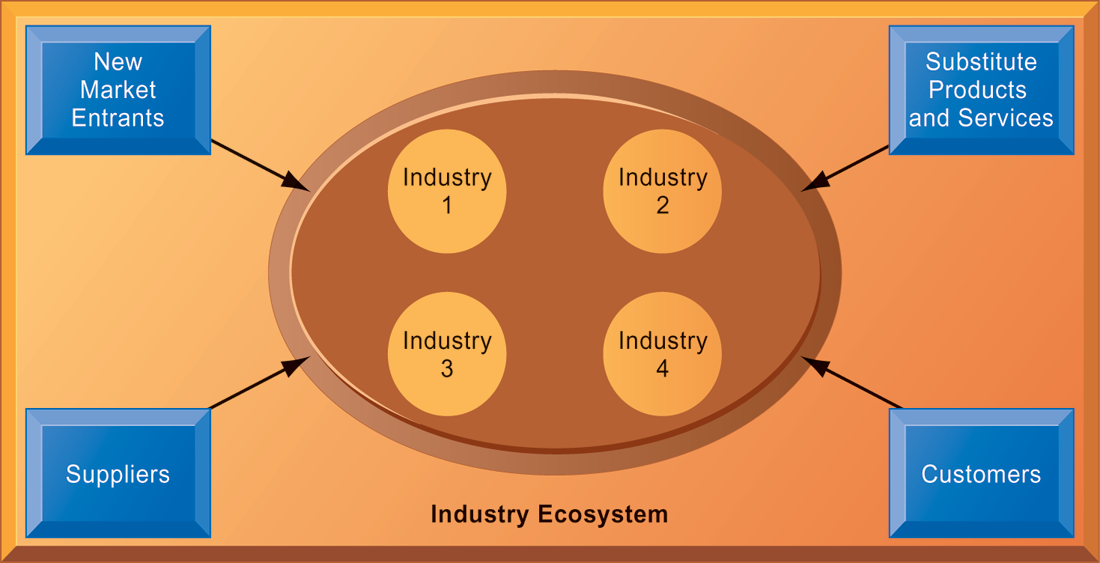 New
Market
Entrants
Substitute
Products
and Services
Industry
1
Industry
2
Industry
3
Industry
4
Suppliers
Customers
Industry Ecosystem